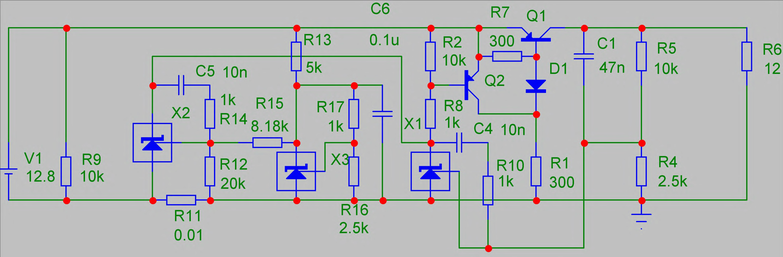 C6
R7
Q1
R13
0.1u
R2
300
C1
R5
R6
5k
10k
Q2
D1
47n
10k
12
C5 10n
1k
R15
R17
R8
X2
R14
8.18k
1k
X1
1k
C4 10n
V1
12.8
R9
10k
R12
20k
X3
R10
1k
R1
300
R4
2.5k
R11
0.01
R16
2.5k